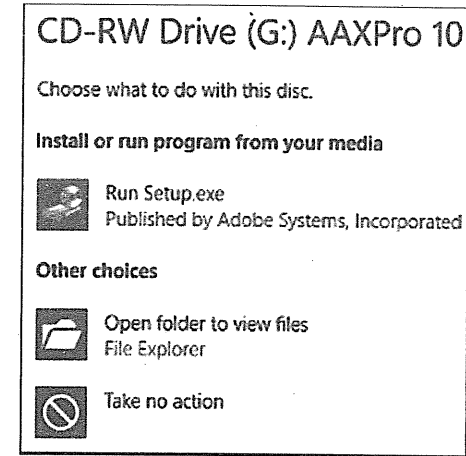 CD-RW Drive (G:) AAXPro 10
Choose what to do with this disc.
Install or run program from your media
Run Setup.exe
Published by Adobe Systems, Incorporated
Other choices
Open folder to view files
File Explorer
Take no action